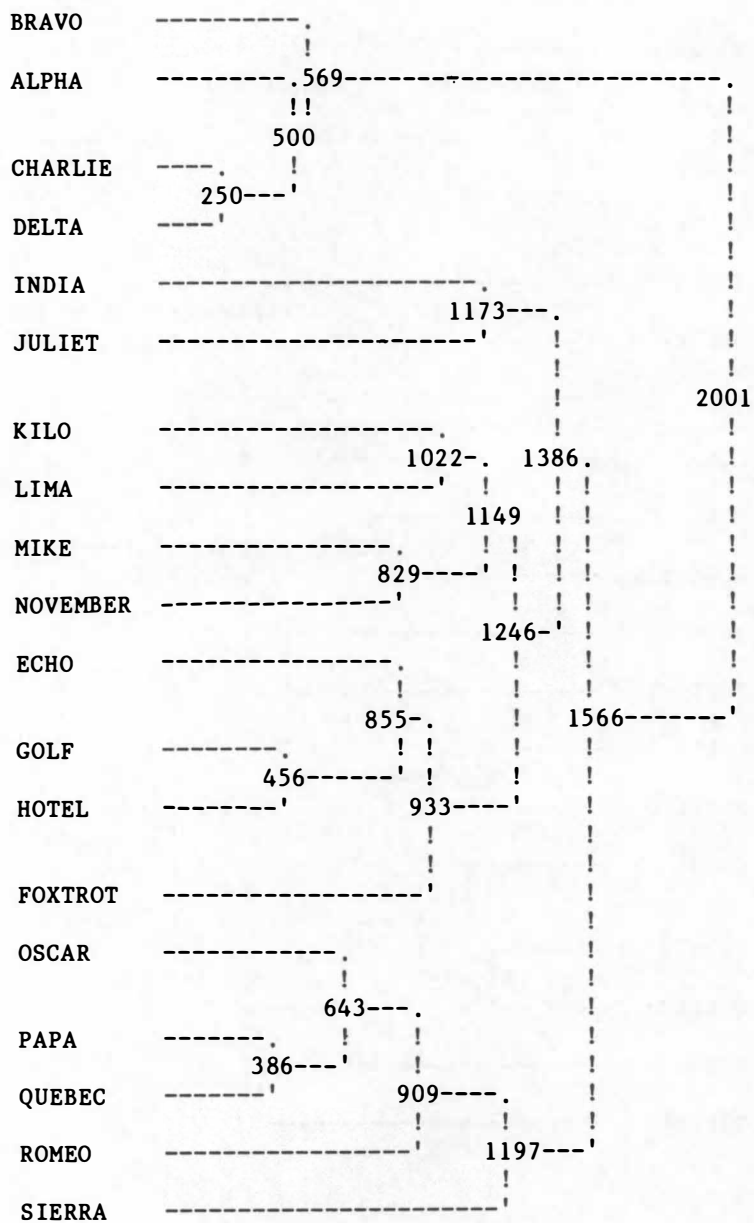 BRAVO
ALPHA 569
500
CHARLIE
250
DELTA
INDIA
1173
JULIET
2001
KILO
1022 1386
LIMA
1149
MIKE
829
NOVEMBER
1246
ECHO
855 1566
GOLF
456
HOTEL 933
FOXTROT
OSCAR
643
PAPA
386
QUEBEC 909
ROMEO 1197
SIERRA